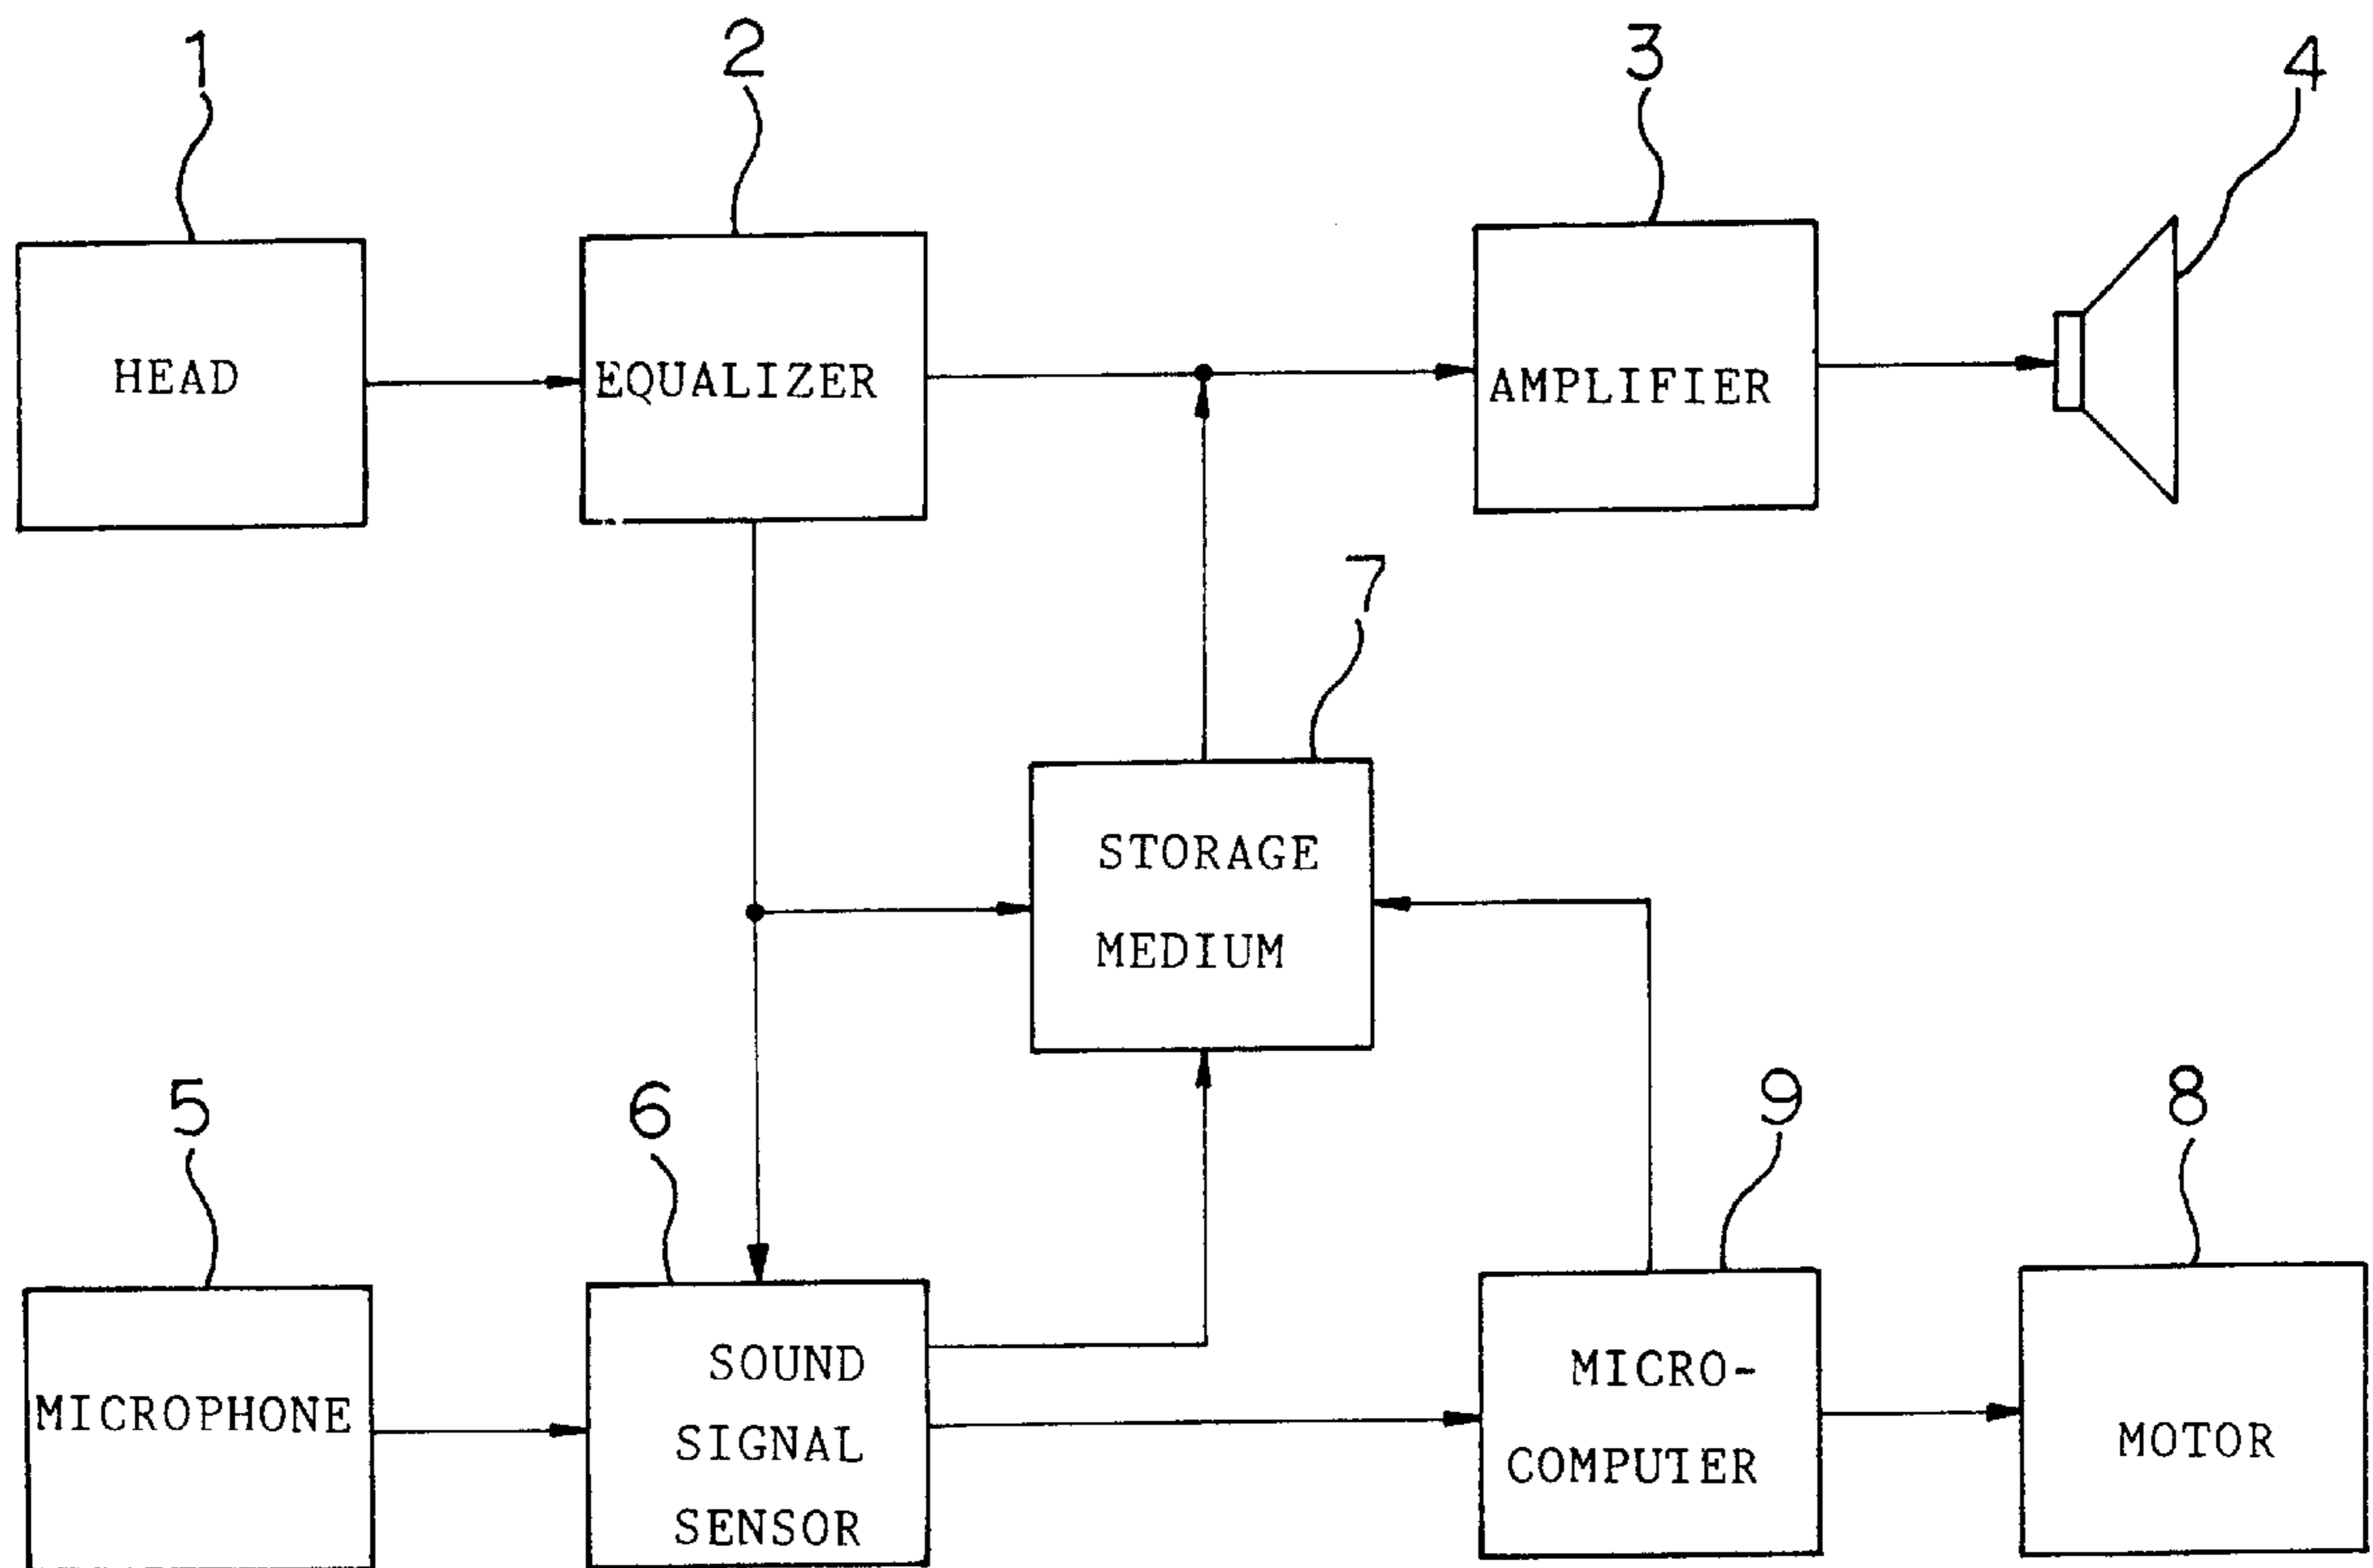 1
2
3
4
HEAD
EQUALIZER
AMPLIFIER
7
STORAGE
MEDIUM
5
6
9
8
MICROPHONE
SOUND
SIGNAL
SENSOR
MICRO-
COMPUTER
MOTOR